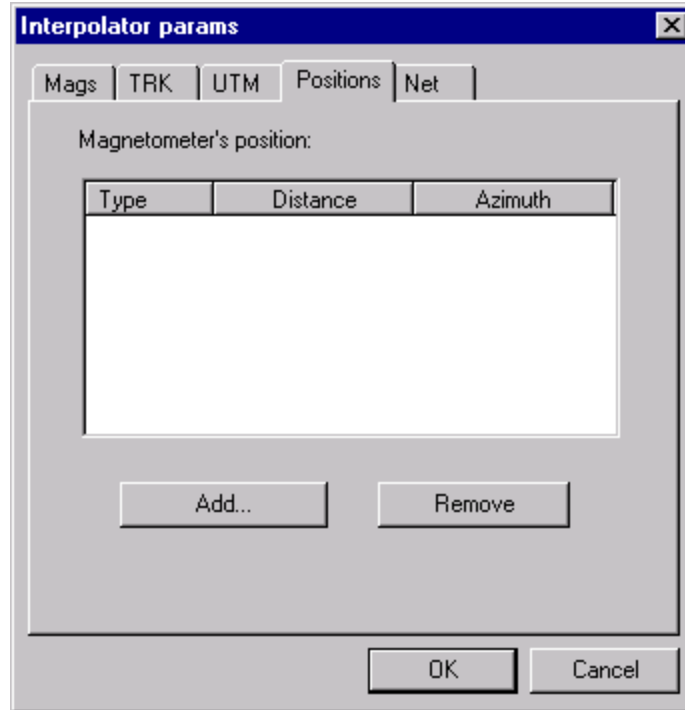 Interpolator params
Mags TRK UTM Positions Net
Magnetometer's position:
Type Distance Azimuth
Add... Remove
OK Cancel